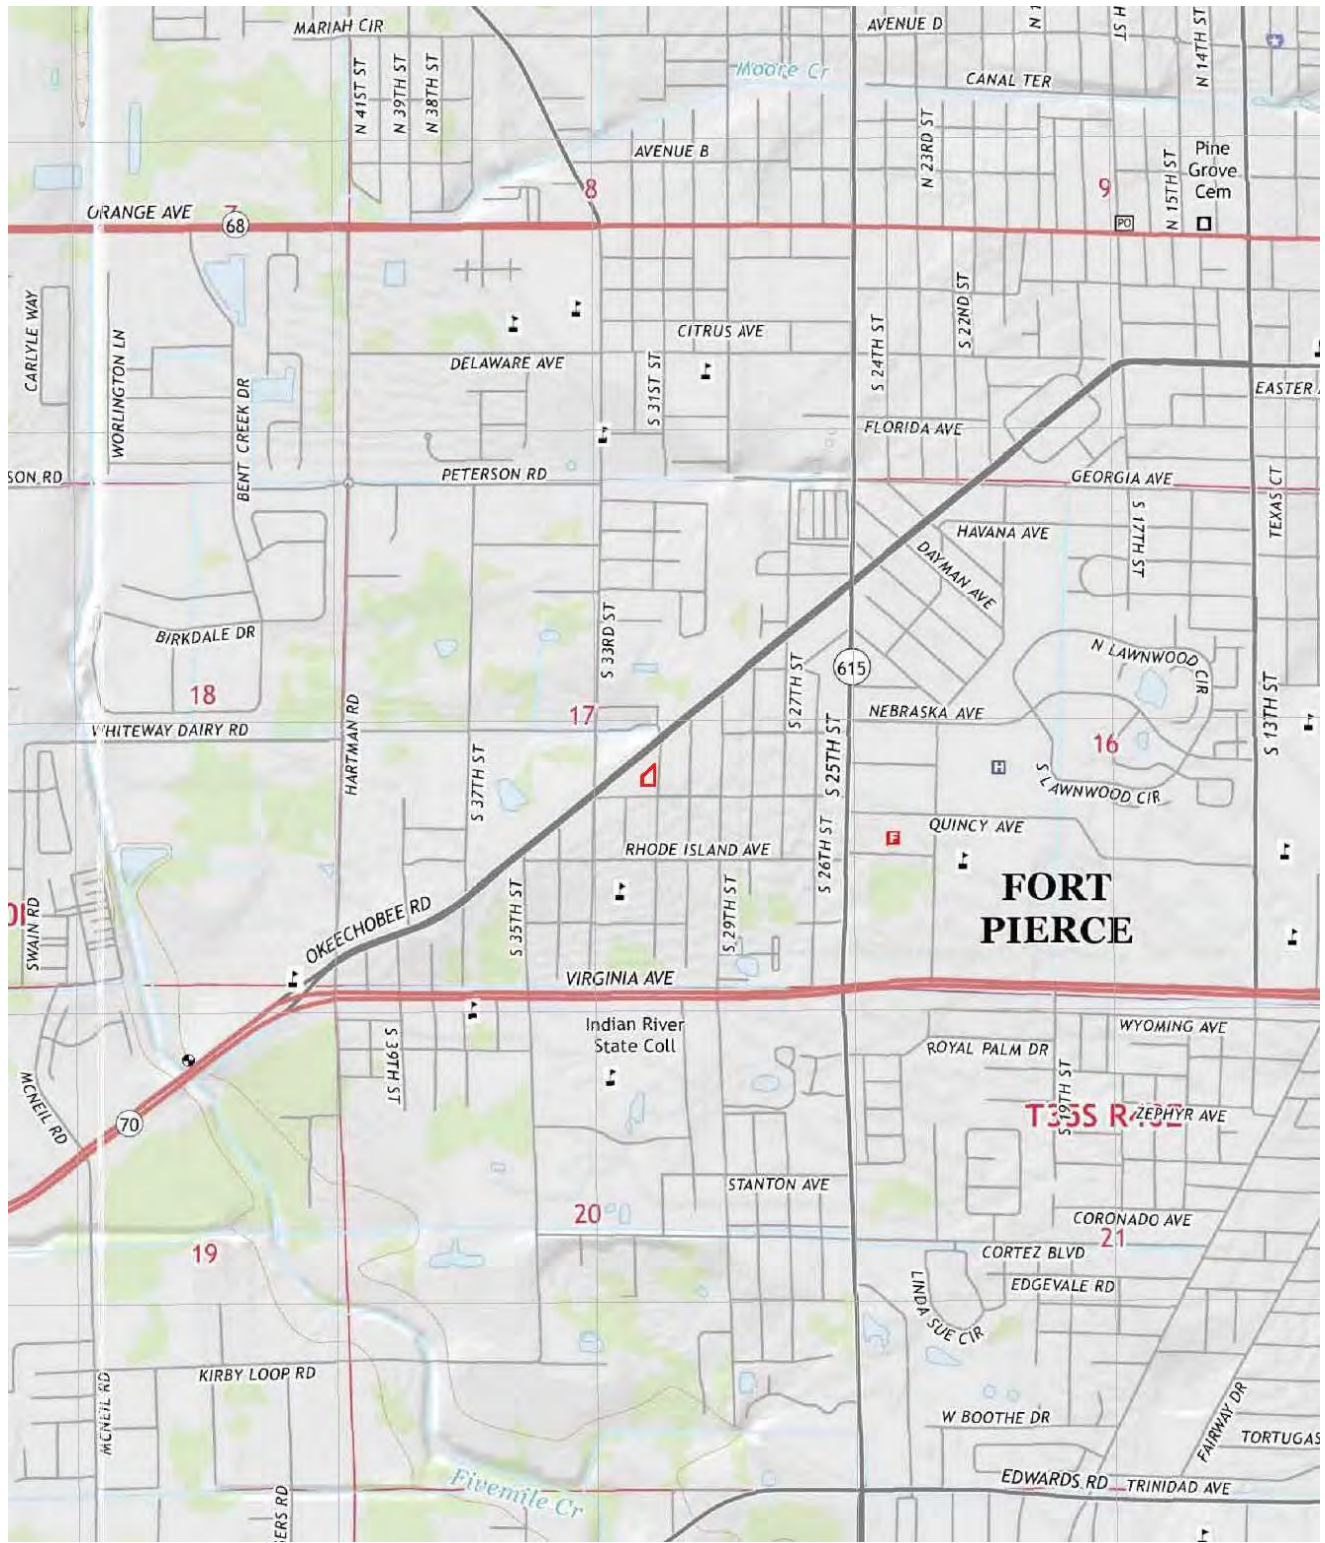 MARIAH CIR
AVENUE D
N 14TH ST
N 41ST ST
N 39TH ST
N 38TH ST
Moore Cr
CANAL TER
N 23RD ST
AVENUE B
N 15TH ST
Pine
Grove
Cem
8
9
ORANGE AVE
7
68
PO
CARLYLE WAY
WORLINGTON LN
BENT CREEK DR
CITRUS AVE
DELAWARE AVE
S 31ST ST
S 24TH ST
S 22ND ST
EASTER
FLORIDA AVE
SON RD
PETERSON RD
GEORGIA AVE
TEXAS CT
S 17TH ST
HAVANA AVE
DAYMAN AVE
BIRKDALE DR
S 33RD ST
N LAWNWOOD CIR
615
18
17
S 27TH ST
NEBRASKA AVE
16
S 13TH ST
WHITEWAY DAIRY RD
HARTMAN RD
S 37TH ST
S 25TH ST
H
S LAWNWOOD CIR
QUINCY AVE
F
RHODE ISLAND AVE
S 26TH ST
FORT
PIERCE
SWAIN RD
OKEECHOBEE RD
S 35TH ST
S 29TH ST
VIRGINIA AVE
Indian River
State Coll
S 39TH ST
WYOMING AVE
ROYAL PALM DR
S 19TH ST
MCNEIL RD
70
ZEPHYR AVE
STANTON AVE
20
19
CORONADO AVE
21
CORTEZ BLVD
EDGEVALE RD
LINDA SUE CIR
KIRBY LOOP RD
MCNEIL RD
W BOOTHE DR
FAIRWAY DR
TORTUGAS
Fivemile Cr
EDWARDS RD
TRINIDAD AVE
GERS RD